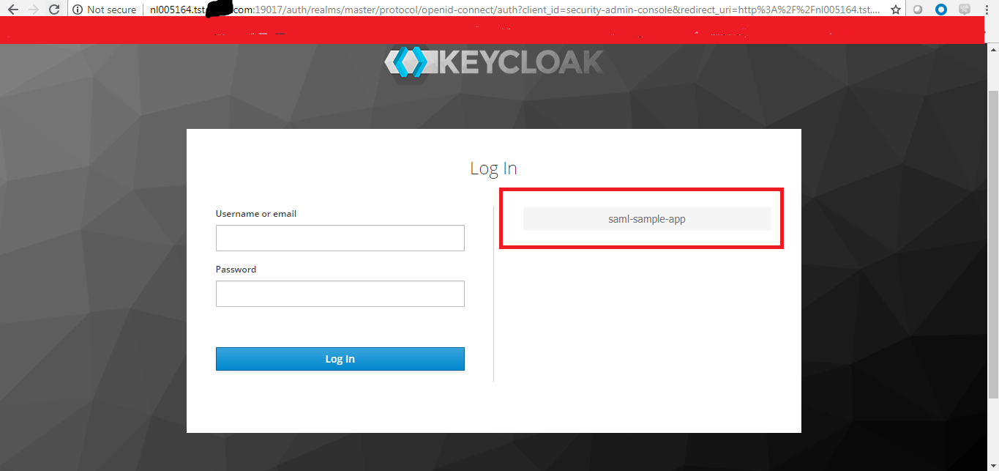 Not secure
nl005164.tst.
com:19017/auth/realms/master/protocol/openid-connect/auth?client_id=security-admin-console&redirect_uri=http%3A%2F%2Fnl005164.tst....
KEYCLOAK
Log In
Username or email
saml-sample-app
Password
Log In